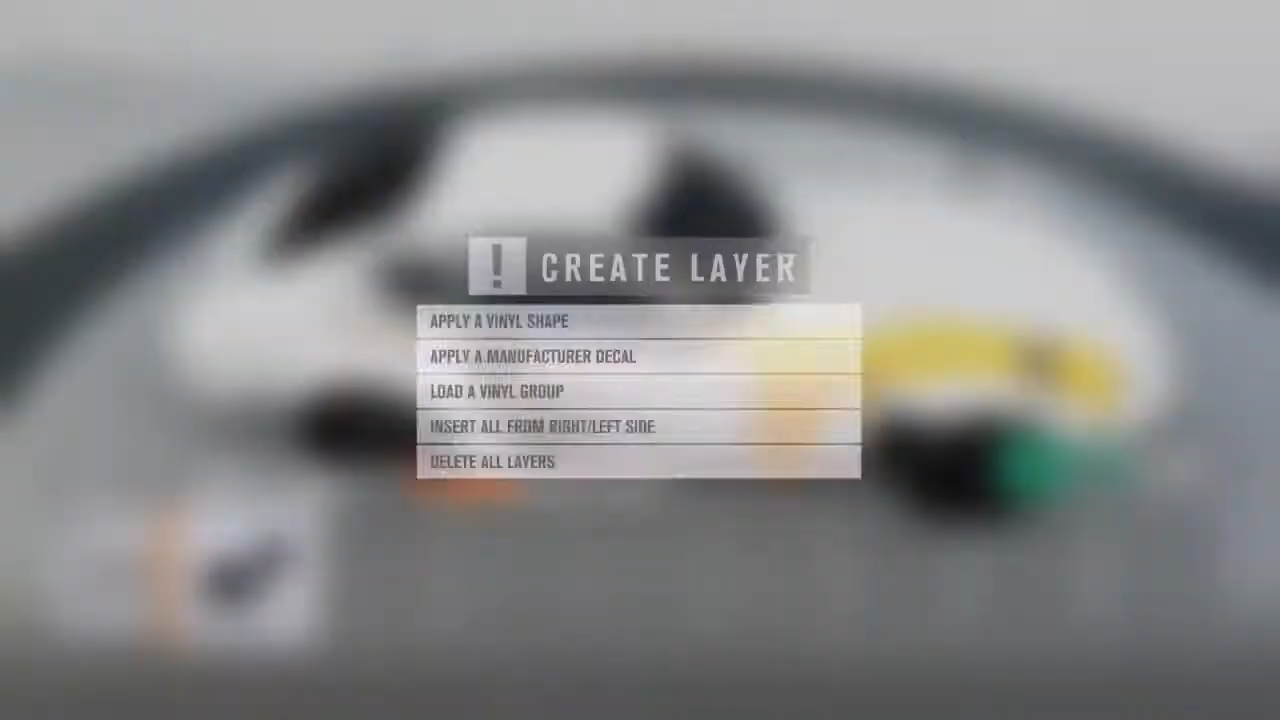 ! CREATE LAYER
APPLY A VINYL SHAPE
APPLY A MANUFACTURER DECAL
LOAD A VINYL GROUP
INSERT ALL FROM RIGHT/LEFT SIDE
DELETE ALL LAYERS